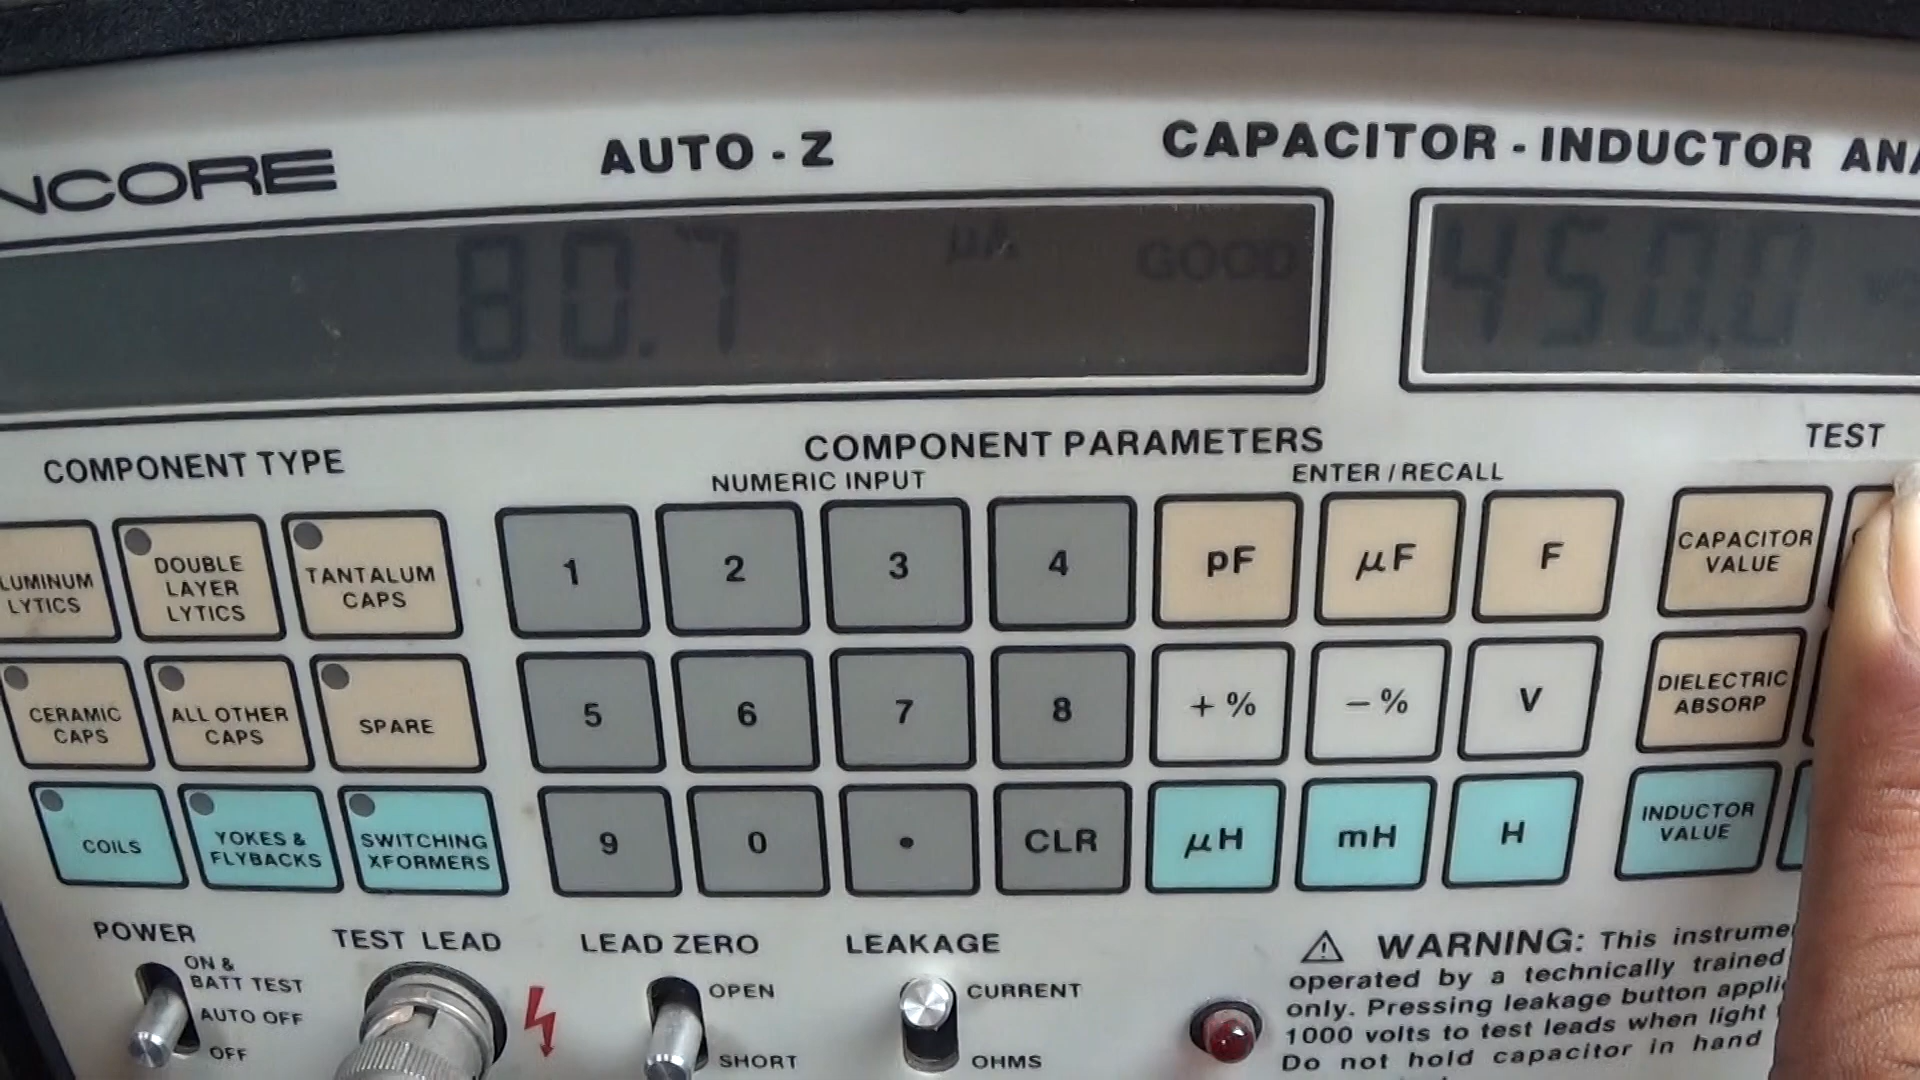 NCORE
AUTO - Z
CAPACITOR - INDUCTOR ANA
80.7 µA GOOD
450.0
COMPONENT TYPE
COMPONENT PARAMETERS
TEST
NUMERIC INPUT
ENTER / RECALL
LUMINUM
LYTICS
DOUBLE
LAYER
LYTICS
TANTALUM
CAPS
1
2
3
4
pF
µF
F
CAPACITOR
VALUE
CERAMIC
CAPS
ALL OTHER
CAPS
SPARE
5
6
7
8
+ %
– %
V
DIELECTRIC
ABSORP
COILS
YOKES &
FLYBACKS
SWITCHING
XFORMERS
9
0
•
CLR
µH
mH
H
INDUCTOR
VALUE
POWER
ON &
BATT TEST
AUTO OFF
OFF
TEST LEAD
LEAD ZERO
OPEN
SHORT
LEAKAGE
CURRENT
OHMS
WARNING: This instrume
operated by a technically trained
only. Pressing leakage button appli
1000 volts to test leads when light
Do not hold capacitor in hand